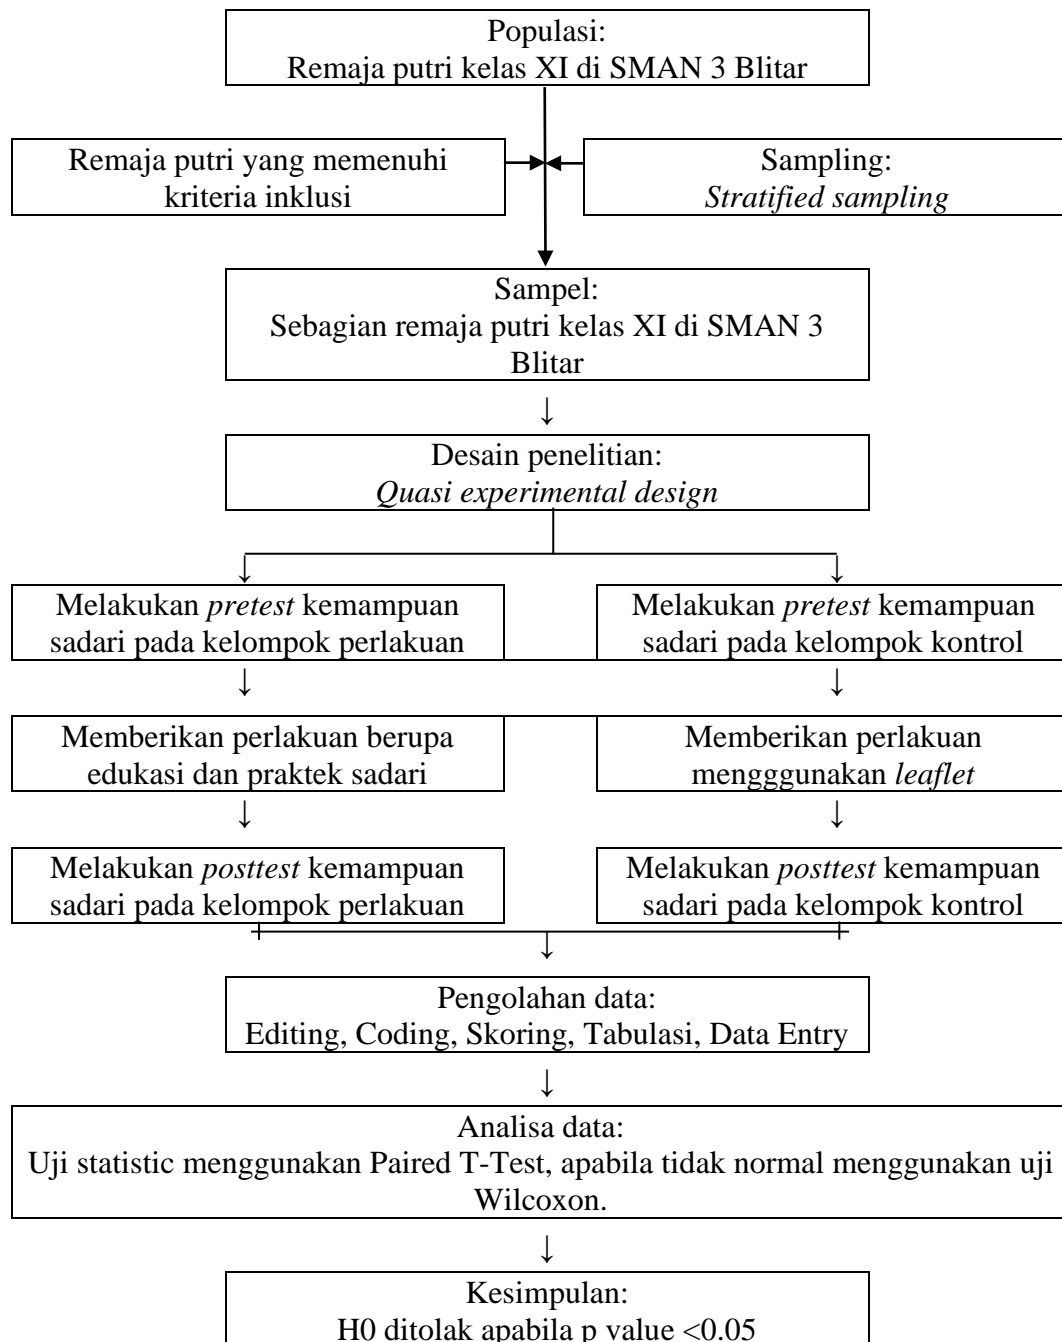 Populasi:
Remaja putri kelas XI di SMAN 3 Blitar
Remaja putri yang memenuhi
kriteria inklusi
Sampling:
Stratified sampling
Sampel:
Sebagian remaja putri kelas XI di SMAN 3
Blitar
Desain penelitian:
Quasi experimental design
Melakukan pretest kemampuan
sadari pada kelompok perlakuan
Melakukan pretest kemampuan
sadari pada kelompok kontrol
Memberikan perlakuan berupa
edukasi dan praktek sadari
Memberikan perlakuan
mengggunakan leaflet
Melakukan posttest kemampuan
sadari pada kelompok perlakuan
Melakukan posttest kemampuan
sadari pada kelompok kontrol
Pengolahan data:
Editing, Coding, Skoring, Tabulasi, Data Entry
Analisa data:
Uji statistic menggunakan Paired T-Test, apabila tidak normal menggunakan uji
Wilcoxon.
Kesimpulan:
H0 ditolak apabila p value <0.05